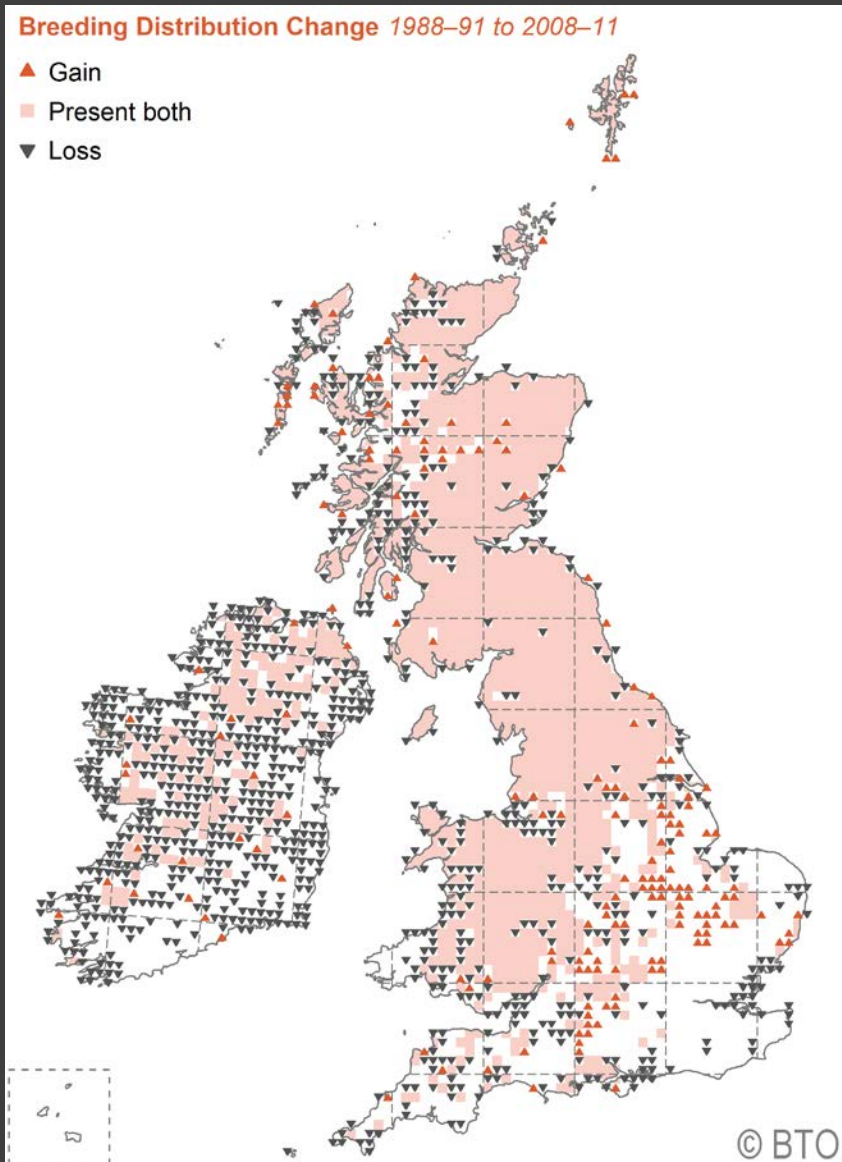 Breeding Distribution Change 1988–91 to 2008–11
Gain
Present both
Loss
© BTO